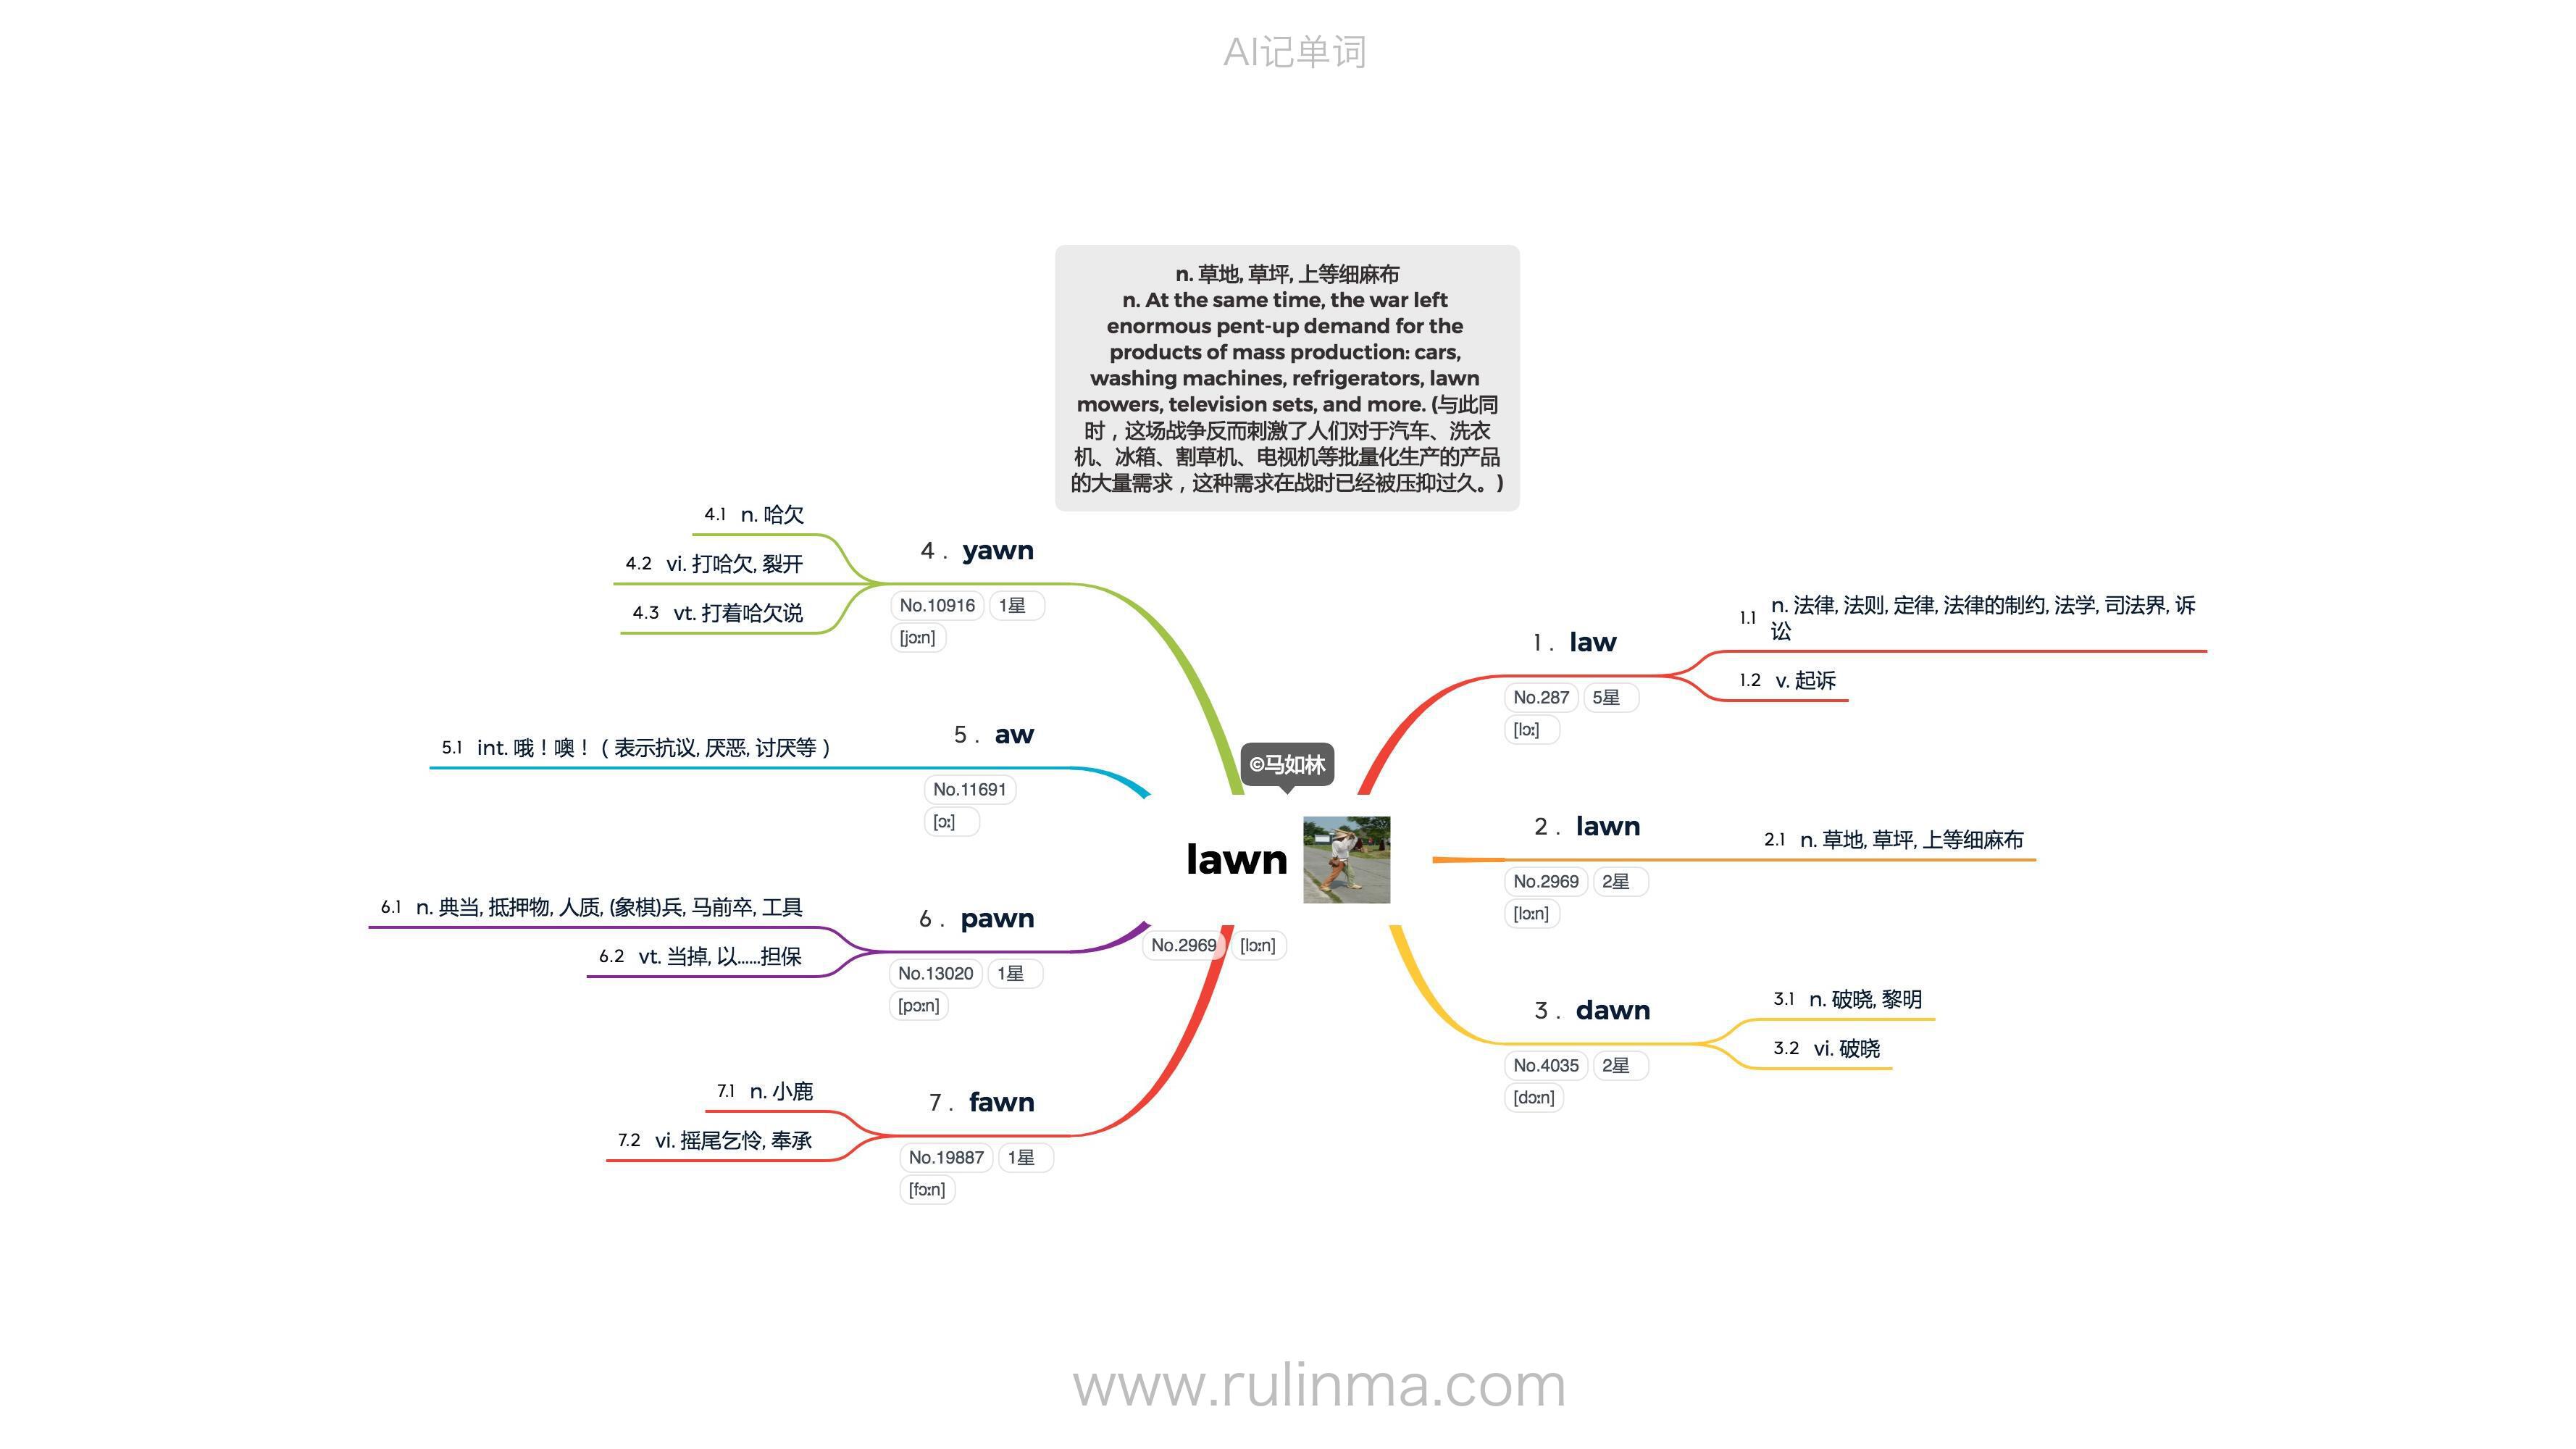 AI记单词
n. 草地, 草坪, 上等细麻布
n. At the same time, the war left
enormous pent-up demand for the
products of mass production: cars,
washing machines, refrigerators, lawn
mowers, television sets, and more. (与此同
时，这场战争反而刺激了人们对于汽车、洗衣
机、冰箱、割草机、电视机等批量化生产的产品
的大量需求，这种需求在战时已经被压抑过久。)
©马如林
lawn
No.2969 [lɔːn]
1. law
No.287 5星
[lɔː]
1.1 n. 法律, 法则, 定律, 法律的制约, 法学, 司法界, 诉
讼
1.2 v. 起诉
2. lawn
No.2969 2星
[lɔːn]
2.1 n. 草地, 草坪, 上等细麻布
3. dawn
No.4035 2星
[dɔːn]
3.1 n. 破晓, 黎明
3.2 vi. 破晓
4. yawn
No.10916 1星
[jɔːn]
4.1 n. 哈欠
4.2 vi. 打哈欠, 裂开
4.3 vt. 打着哈欠说
5. aw
No.11691
[ɔː]
5.1 int. 哦！噢！（表示抗议, 厌恶, 讨厌等）
6. pawn
No.13020 1星
[pɔːn]
6.1 n. 典当, 抵押物, 人质, (象棋)兵, 马前卒, 工具
6.2 vt. 当掉, 以……担保
7. fawn
No.19887 1星
[fɔːn]
7.1 n. 小鹿
7.2 vi. 摇尾乞怜, 奉承
www.rulinma.com